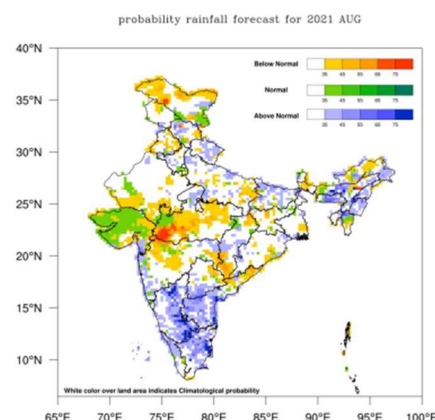 probability rainfall forecast for 2021 AUG
40°N
35°N
30°N
25°N
20°N
15°N
10°N
Below Normal
35 45 55 65 75
Normal
35 45 55 65 75
Above Normal
35 45 55 65 75
White color over land area indicates Climatological probability
65°E 70°E 75°E 80°E 85°E 90°E 95°E 100°E